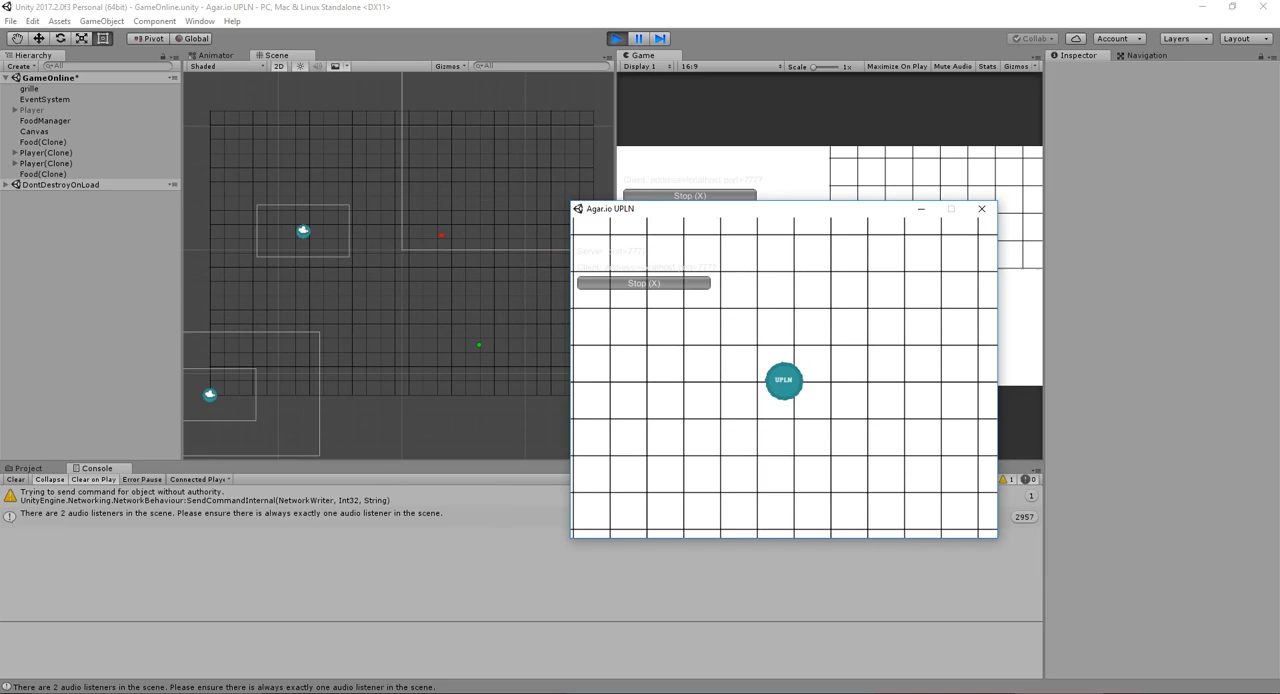 Unity 2017.2.0f3 Personal (64bit) - GameOnline.unity - Agar.io UPLN - PC, Mac & Linux Standalone <DX11>
File Edit Assets GameObject Component Window Help
Pivot Global Collab Account Layers Layout
Hierarchy Animator Scene Game Inspector Navigation
Create All Shaded 2D Gizmos All Display 1 16:9 Scale 1x Maximize On Play Mute Audio Stats Gizmos
GameOnline*
grille
EventSystem
Player
FoodManager
Canvas
Food(Clone)
Player(Clone)
Player(Clone)
Food(Clone)
DontDestroyOnLoad
Stop (X)
Agar.io UPLN
Stop (X)
UPLN
Project Console
Clear Collapse Clear on Play Error Pause Connected Playe 1 0
Trying to send command for object without authority.
UnityEngine.Networking.NetworkBehaviour:SendCommandInternal(NetworkWriter, Int32, String)
1
There are 2 audio listeners in the scene. Please ensure there is always exactly one audio listener in the scene.
2957
There are 2 audio listeners in the scene. Please ensure there is always exactly one audio listener in the scene.